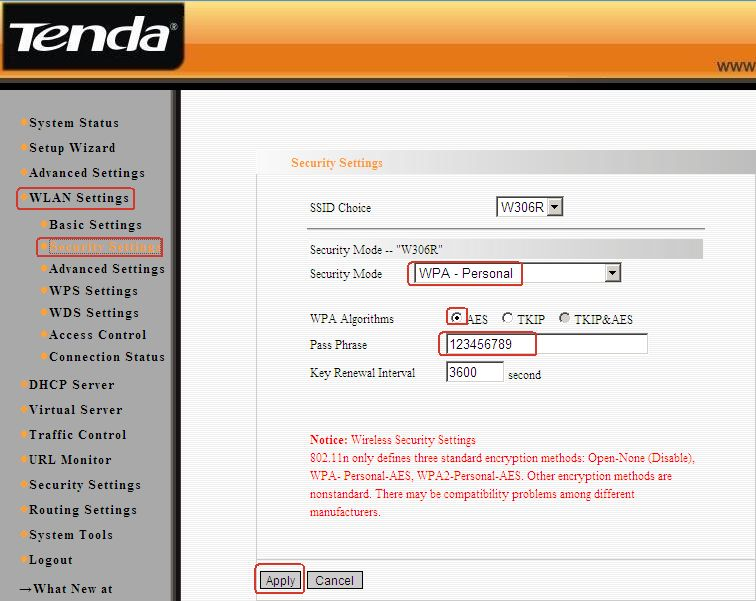 Tenda®
www
System Status
Setup Wizard
Advanced Settings
WLAN Settings
Basic Settings
Security Settings
Advanced Settings
WPS Settings
WDS Settings
Access Control
Connection Status
DHCP Server
Virtual Server
Traffic Control
URL Monitor
Security Settings
Routing Settings
System Tools
Logout
→What New at
Security Settings
SSID Choice W306R
Security Mode -- "W306R"
Security Mode WPA - Personal
WPA Algorithms AES TKIP TKIP&AES
Pass Phrase 123456789
Key Renewal Interval 3600 second
Notice: Wireless Security Settings
802.11n only defines three standard encryption methods: Open-None (Disable),
WPA- Personal-AES, WPA2-Personal-AES. Other encryption methods are
nonstandard. There may be compatibility problems among different
manufacturers.
Apply Cancel